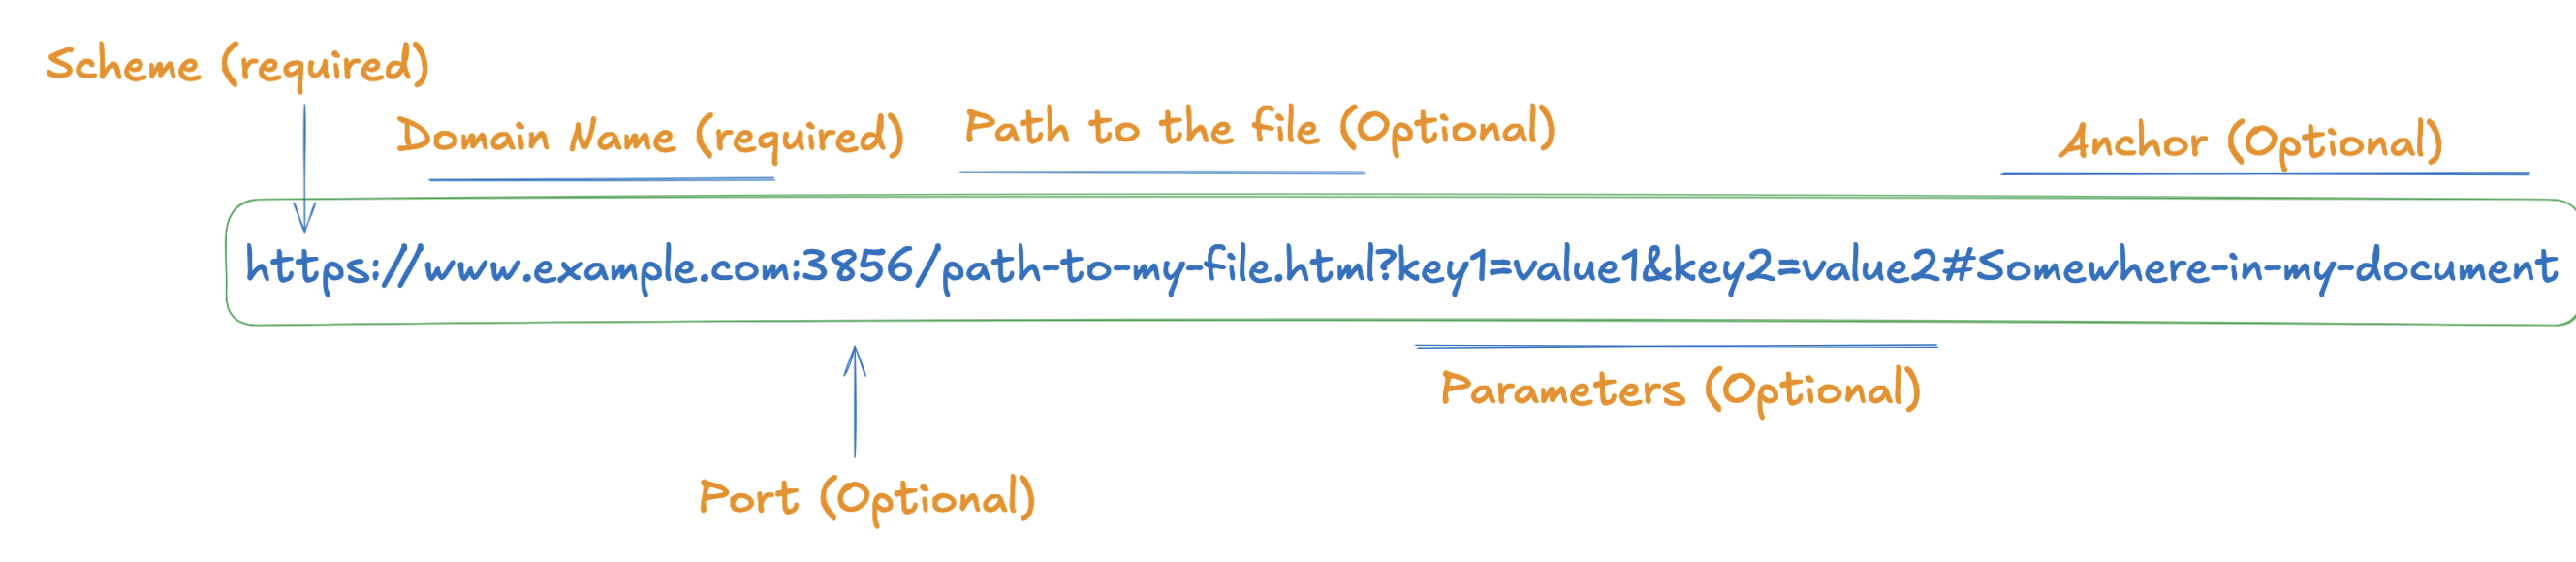 Scheme (required)
Domain Name (required)
Path to the file (Optional)
Anchor (Optional)
https://www.example.com:3856/path-to-my-file.html?key1=value1&key2=value2#Somewhere-in-my-document
Parameters (Optional)
Port (Optional)